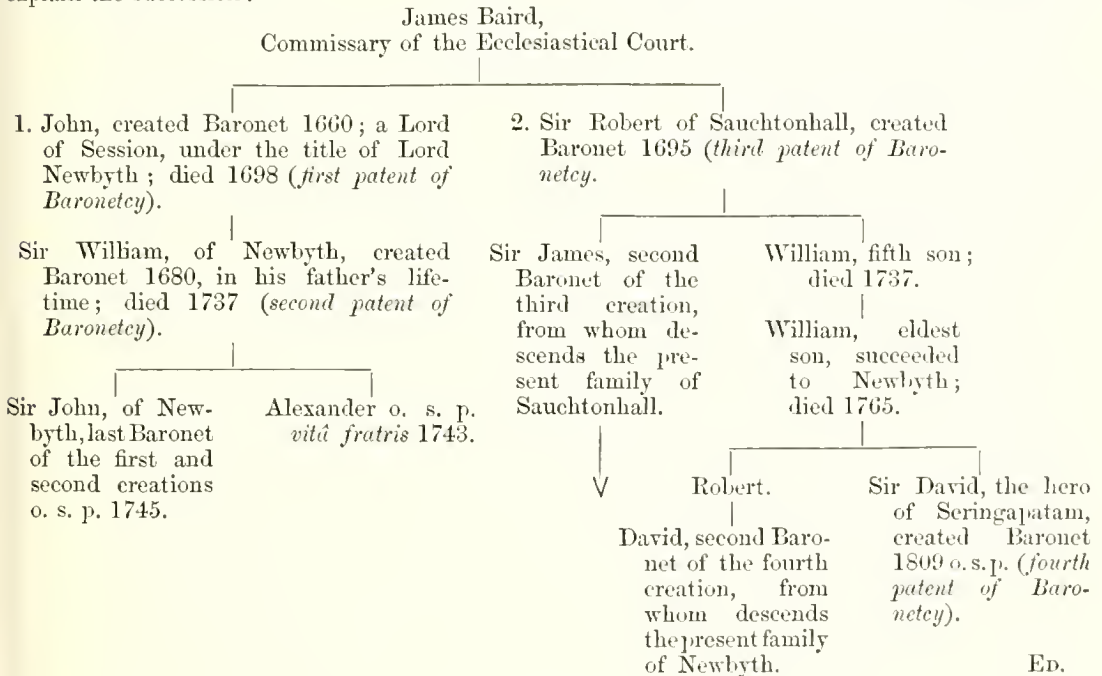 James Baird,
Commissary of the Ecclesiastical Court.
1. John, created Baronet 1660; a Lord
of Session, under the title of Lord
Newbyth; died 1698 (first patent of
Baronetcy).
2. Sir Robert of Sauchtonhall, created
Baronet 1695 (third patent of Baro-
netcy.
Sir William, of Newbyth, created
Baronet 1680, in his father's life-
time; died 1737 (second patent of
Baronetcy).
Sir James, second
Baronet of the
third creation,
from whom de-
scends the pre-
sent family of
Sauchtonhall.
William, fifth son;
died 1737.
William, eldest
son, succeeded
to Newbyth;
died 1765.
Sir John, of New-
byth, last Baronet
of the first and
second creations
o. s. p. 1745.
Alexander o. s. p.
vitâ fratris 1743.
Robert.
David, second Baro-
net of the fourth
creation, from
whom descends
the present family
of Newbyth.
Sir David, the hero
of Seringapatam,
created Baronet
1809 o. s. p. (fourth
patent of Baro-
netcy).
ED.